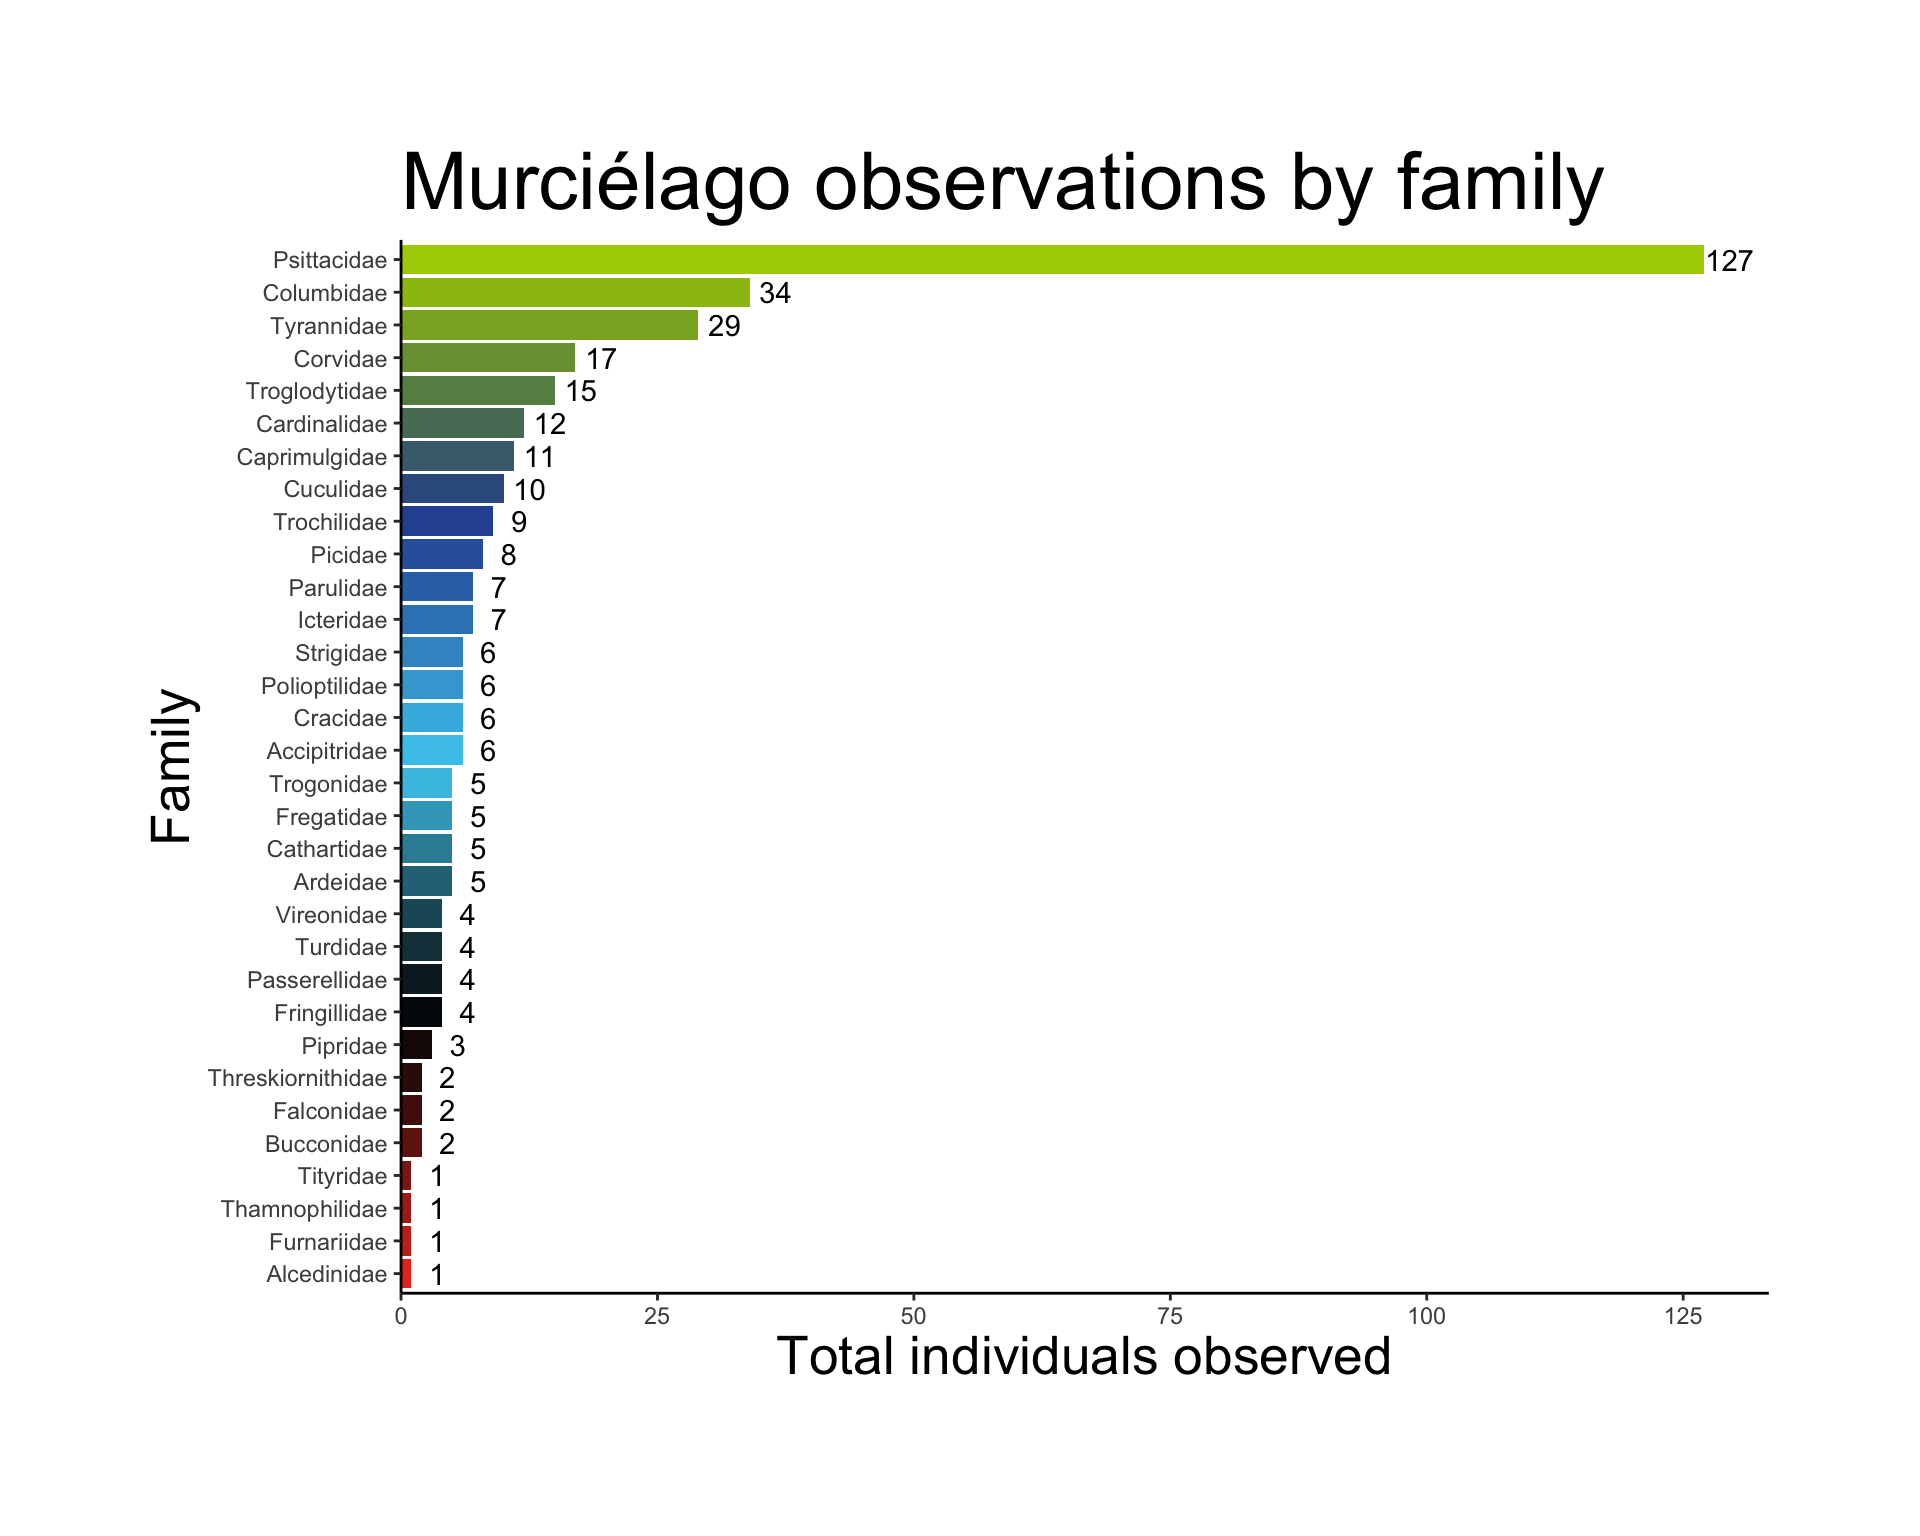 Murciélago observations by family
Psittacidae 127
Columbidae 34
Tyrannidae 29
Corvidae 17
Troglodytidae 15
Cardinalidae 12
Caprimulgidae 11
Cuculidae 10
Trochilidae 9
Picidae 8
Parulidae 7
Icteridae 7
Strigidae 6
Polioptilidae 6
Cracidae 6
Accipitridae 6
Trogonidae 5
Fregatidae 5
Cathartidae 5
Ardeidae 5
Vireonidae 4
Turdidae 4
Passerellidae 4
Fringillidae 4
Pipridae 3
Threskiornithidae 2
Falconidae 2
Bucconidae 2
Tityridae 1
Thamnophilidae 1
Furnariidae 1
Alcedinidae 1
Family
0 25 50 75 100 125
Total individuals observed